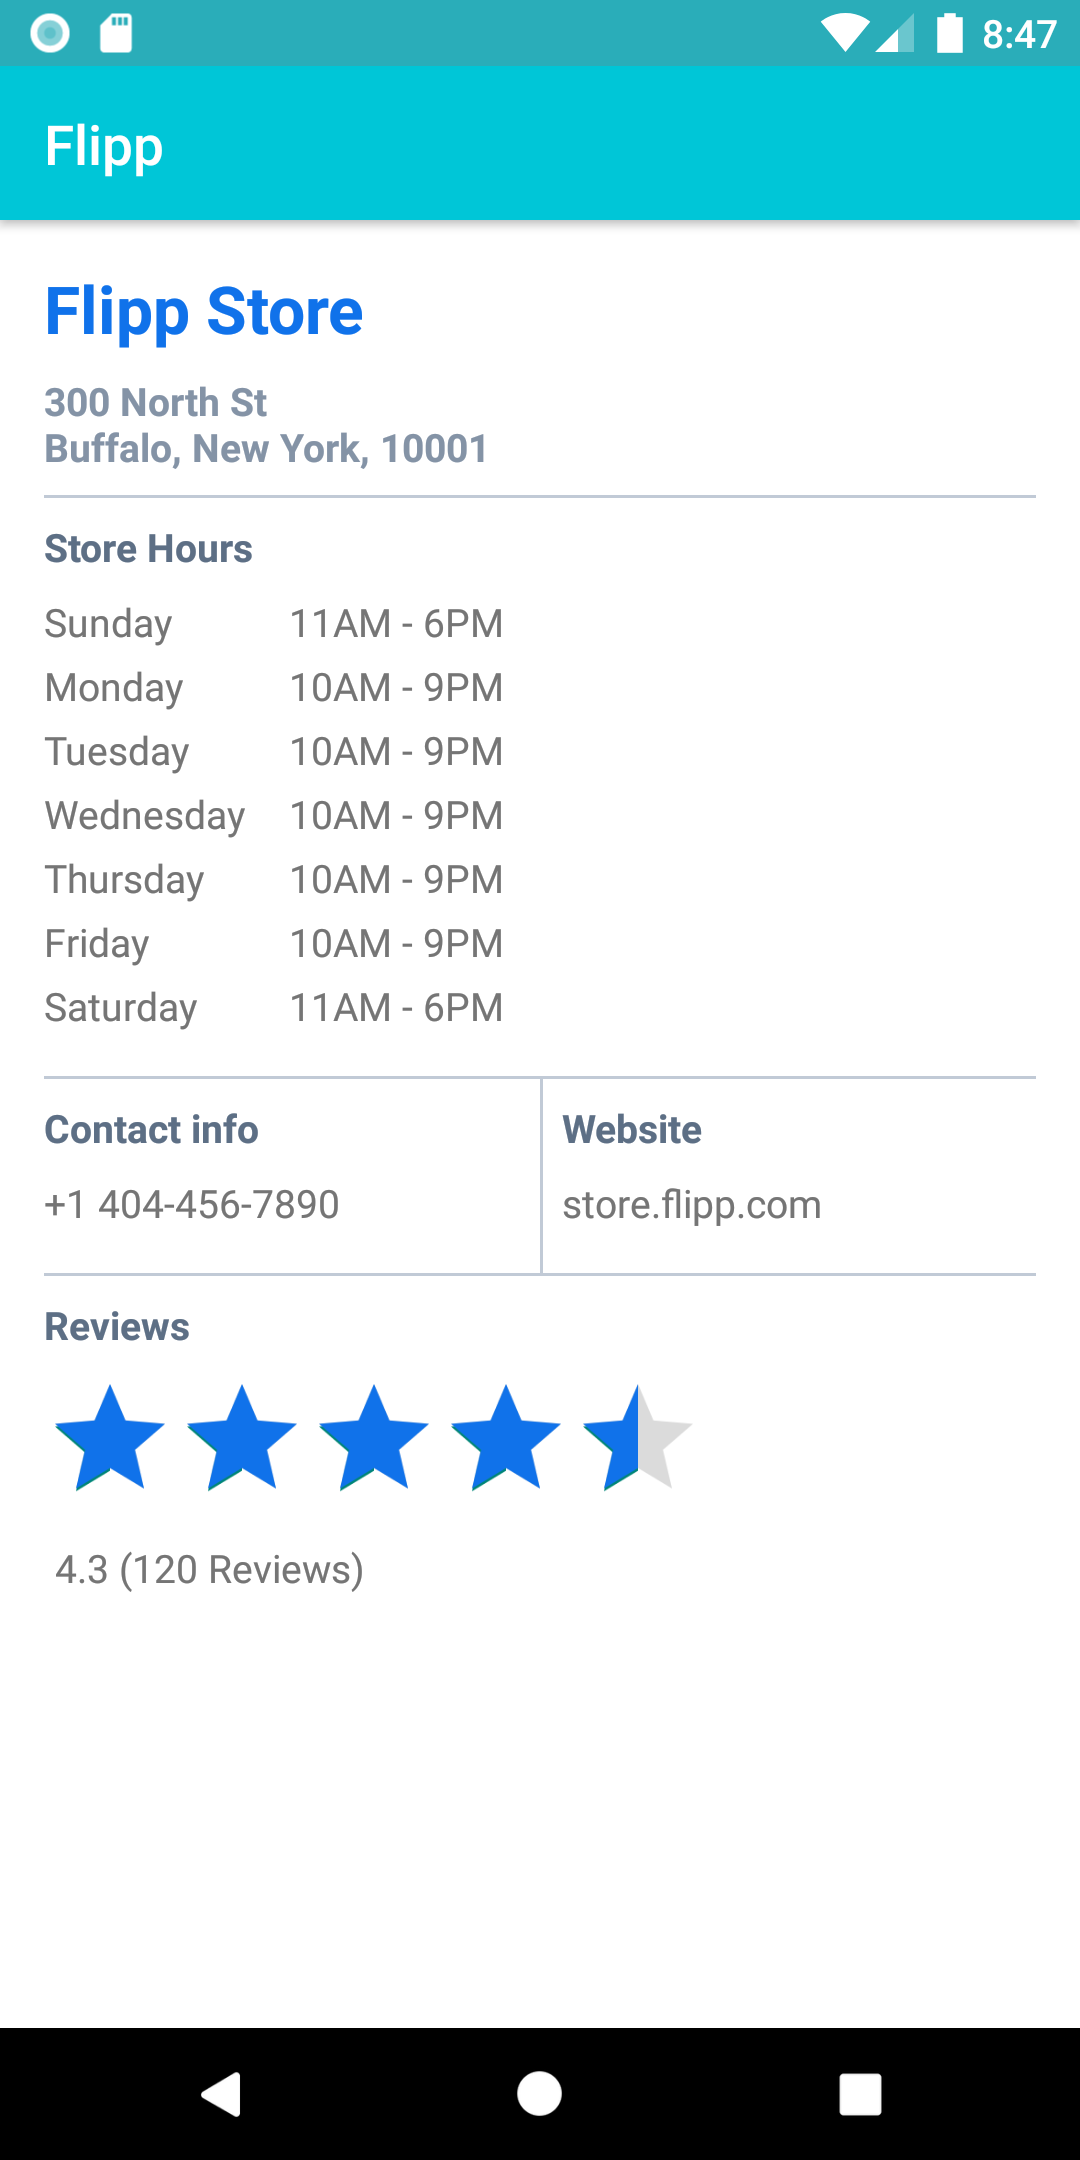 8:47
Flipp
Flipp Store
300 North St
Buffalo, New York, 10001
Store Hours
Sunday 11AM - 6PM
Monday 10AM - 9PM
Tuesday 10AM - 9PM
Wednesday 10AM - 9PM
Thursday 10AM - 9PM
Friday 10AM - 9PM
Saturday 11AM - 6PM
Contact info
+1 404-456-7890
Website
store.flipp.com
Reviews
4.3 (120 Reviews)